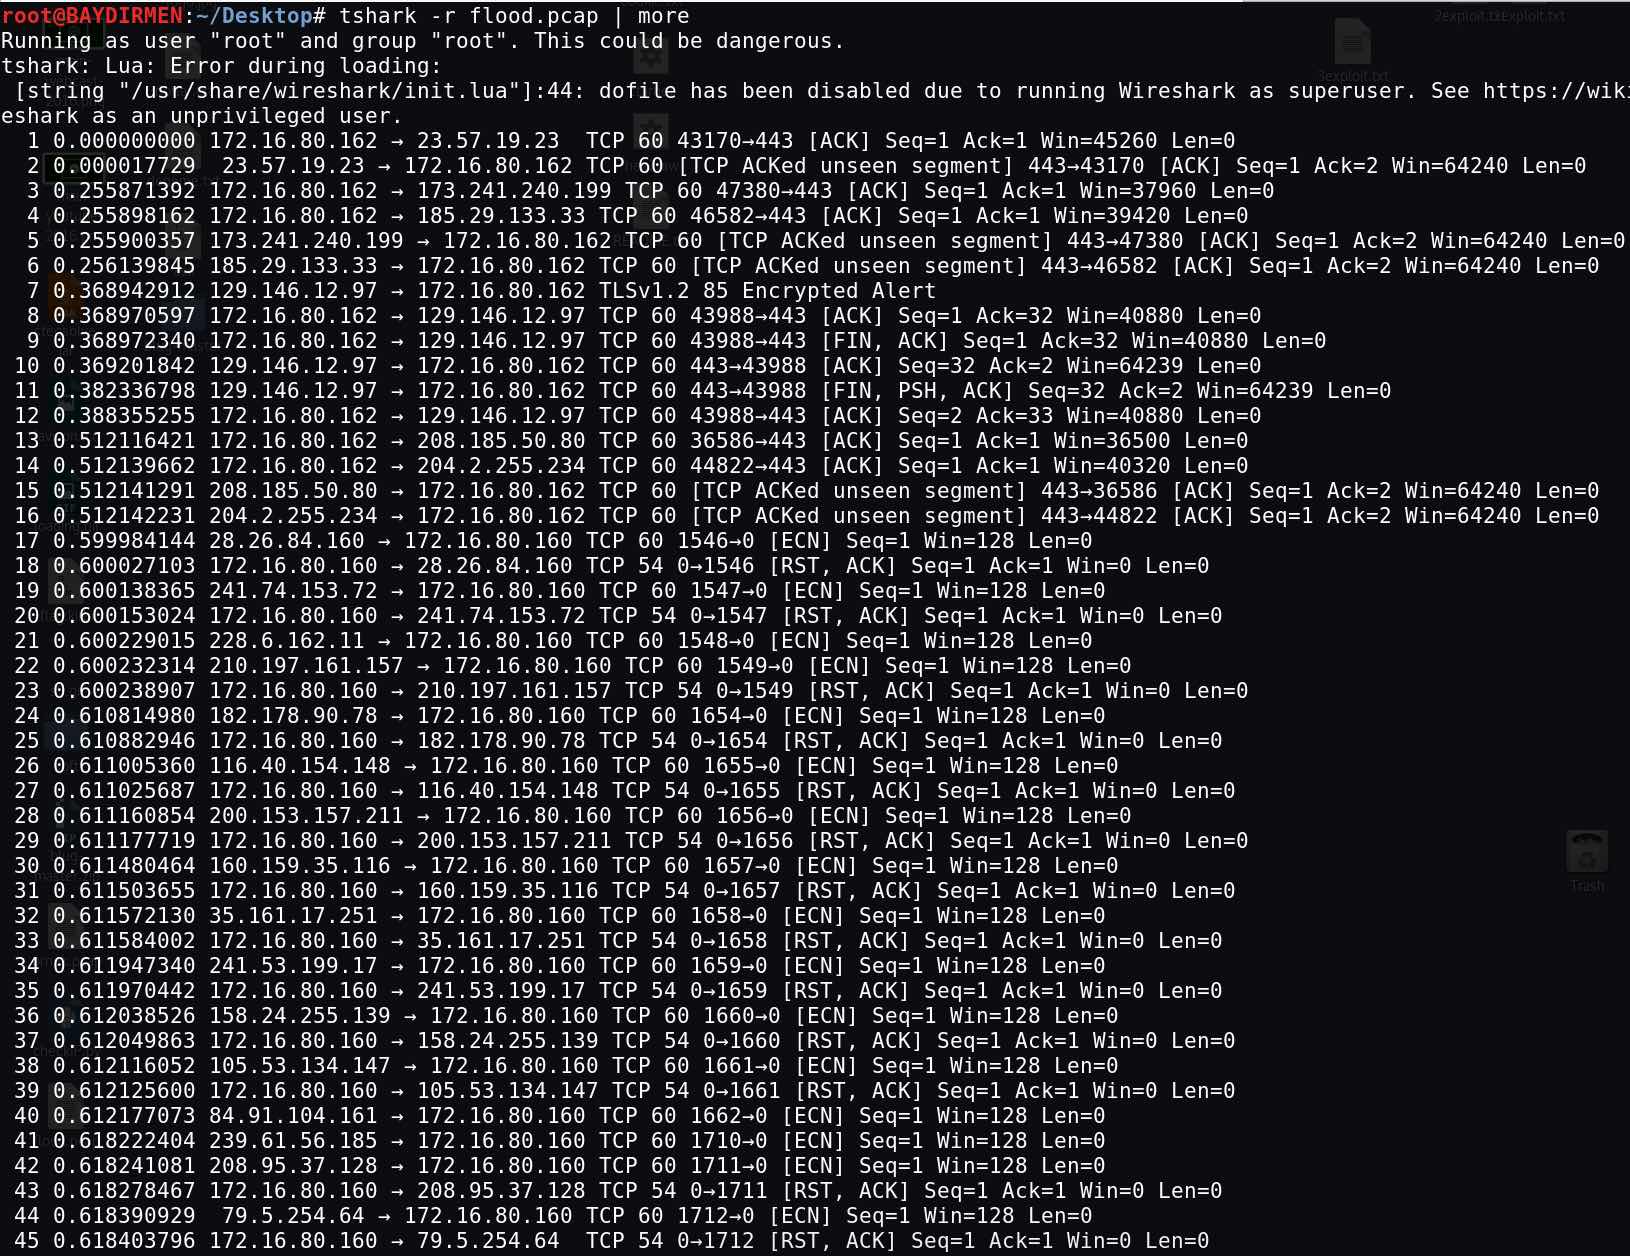 root@BAYDIRMEN:~/Desktop# tshark -r flood.pcap | more
Running as user "root" and group "root". This could be dangerous.
tshark: Lua: Error during loading:
 [string "/usr/share/wireshark/init.lua"]:44: dofile has been disabled due to running Wireshark as superuser. See https://wiki
eshark as an unprivileged user.
1 0.000000000 172.16.80.162 → 23.57.19.23 TCP 60 43170→443 [ACK] Seq=1 Ack=1 Win=45260 Len=0
2 0.000017729 23.57.19.23 → 172.16.80.162 TCP 60 [TCP ACKed unseen segment] 443→43170 [ACK] Seq=1 Ack=2 Win=64240 Len=0
3 0.255871392 172.16.80.162 → 173.241.240.199 TCP 60 47380→443 [ACK] Seq=1 Ack=1 Win=37960 Len=0
4 0.255898162 172.16.80.162 → 185.29.133.33 TCP 60 46582→443 [ACK] Seq=1 Ack=1 Win=39420 Len=0
5 0.255900357 173.241.240.199 → 172.16.80.162 TCP 60 [TCP ACKed unseen segment] 443→47380 [ACK] Seq=1 Ack=2 Win=64240 Len=0
6 0.256139845 185.29.133.33 → 172.16.80.162 TCP 60 [TCP ACKed unseen segment] 443→46582 [ACK] Seq=1 Ack=2 Win=64240 Len=0
7 0.368942912 129.146.12.97 → 172.16.80.162 TLSv1.2 85 Encrypted Alert
8 0.368970597 172.16.80.162 → 129.146.12.97 TCP 60 43988→443 [ACK] Seq=1 Ack=32 Win=40880 Len=0
9 0.368972340 172.16.80.162 → 129.146.12.97 TCP 60 43988→443 [FIN, ACK] Seq=1 Ack=32 Win=40880 Len=0
10 0.369201842 129.146.12.97 → 172.16.80.162 TCP 60 443→43988 [ACK] Seq=32 Ack=2 Win=64239 Len=0
11 0.382336798 129.146.12.97 → 172.16.80.162 TCP 60 443→43988 [FIN, PSH, ACK] Seq=32 Ack=2 Win=64239 Len=0
12 0.388355255 172.16.80.162 → 129.146.12.97 TCP 60 43988→443 [ACK] Seq=2 Ack=33 Win=40880 Len=0
13 0.512116421 172.16.80.162 → 208.185.50.80 TCP 60 36586→443 [ACK] Seq=1 Ack=1 Win=36500 Len=0
14 0.512139662 172.16.80.162 → 204.2.255.234 TCP 60 44822→443 [ACK] Seq=1 Ack=1 Win=40320 Len=0
15 0.512141291 208.185.50.80 → 172.16.80.162 TCP 60 [TCP ACKed unseen segment] 443→36586 [ACK] Seq=1 Ack=2 Win=64240 Len=0
16 0.512142231 204.2.255.234 → 172.16.80.162 TCP 60 [TCP ACKed unseen segment] 443→44822 [ACK] Seq=1 Ack=2 Win=64240 Len=0
17 0.599984144 28.26.84.160 → 172.16.80.160 TCP 60 1546→0 [ECN] Seq=1 Win=128 Len=0
18 0.600027103 172.16.80.160 → 28.26.84.160 TCP 54 0→1546 [RST, ACK] Seq=1 Ack=1 Win=0 Len=0
19 0.600138365 241.74.153.72 → 172.16.80.160 TCP 60 1547→0 [ECN] Seq=1 Win=128 Len=0
20 0.600153024 172.16.80.160 → 241.74.153.72 TCP 54 0→1547 [RST, ACK] Seq=1 Ack=1 Win=0 Len=0
21 0.600229015 228.6.162.11 → 172.16.80.160 TCP 60 1548→0 [ECN] Seq=1 Win=128 Len=0
22 0.600232314 210.197.161.157 → 172.16.80.160 TCP 60 1549→0 [ECN] Seq=1 Win=128 Len=0
23 0.600238907 172.16.80.160 → 210.197.161.157 TCP 54 0→1549 [RST, ACK] Seq=1 Ack=1 Win=0 Len=0
24 0.610814980 182.178.90.78 → 172.16.80.160 TCP 60 1654→0 [ECN] Seq=1 Win=128 Len=0
25 0.610882946 172.16.80.160 → 182.178.90.78 TCP 54 0→1654 [RST, ACK] Seq=1 Ack=1 Win=0 Len=0
26 0.611005360 116.40.154.148 → 172.16.80.160 TCP 60 1655→0 [ECN] Seq=1 Win=128 Len=0
27 0.611025687 172.16.80.160 → 116.40.154.148 TCP 54 0→1655 [RST, ACK] Seq=1 Ack=1 Win=0 Len=0
28 0.611160854 200.153.157.211 → 172.16.80.160 TCP 60 1656→0 [ECN] Seq=1 Win=128 Len=0
29 0.611177719 172.16.80.160 → 200.153.157.211 TCP 54 0→1656 [RST, ACK] Seq=1 Ack=1 Win=0 Len=0
30 0.611480464 160.159.35.116 → 172.16.80.160 TCP 60 1657→0 [ECN] Seq=1 Win=128 Len=0
31 0.611503655 172.16.80.160 → 160.159.35.116 TCP 54 0→1657 [RST, ACK] Seq=1 Ack=1 Win=0 Len=0
32 0.611572130 35.161.17.251 → 172.16.80.160 TCP 60 1658→0 [ECN] Seq=1 Win=128 Len=0
33 0.611584002 172.16.80.160 → 35.161.17.251 TCP 54 0→1658 [RST, ACK] Seq=1 Ack=1 Win=0 Len=0
34 0.611947340 241.53.199.17 → 172.16.80.160 TCP 60 1659→0 [ECN] Seq=1 Win=128 Len=0
35 0.611970442 172.16.80.160 → 241.53.199.17 TCP 54 0→1659 [RST, ACK] Seq=1 Ack=1 Win=0 Len=0
36 0.612038526 158.24.255.139 → 172.16.80.160 TCP 60 1660→0 [ECN] Seq=1 Win=128 Len=0
37 0.612049863 172.16.80.160 → 158.24.255.139 TCP 54 0→1660 [RST, ACK] Seq=1 Ack=1 Win=0 Len=0
38 0.612116052 105.53.134.147 → 172.16.80.160 TCP 60 1661→0 [ECN] Seq=1 Win=128 Len=0
39 0.612125600 172.16.80.160 → 105.53.134.147 TCP 54 0→1661 [RST, ACK] Seq=1 Ack=1 Win=0 Len=0
40 0.612177073 84.91.104.161 → 172.16.80.160 TCP 60 1662→0 [ECN] Seq=1 Win=128 Len=0
41 0.618222404 239.61.56.185 → 172.16.80.160 TCP 60 1710→0 [ECN] Seq=1 Win=128 Len=0
42 0.618241081 208.95.37.128 → 172.16.80.160 TCP 60 1711→0 [ECN] Seq=1 Win=128 Len=0
43 0.618278467 172.16.80.160 → 208.95.37.128 TCP 54 0→1711 [RST, ACK] Seq=1 Ack=1 Win=0 Len=0
44 0.618390929 79.5.254.64 → 172.16.80.160 TCP 60 1712→0 [ECN] Seq=1 Win=128 Len=0
45 0.618403796 172.16.80.160 → 79.5.254.64 TCP 54 0→1712 [RST, ACK] Seq=1 Ack=1 Win=0 Len=0
3exploit.txt
Trash